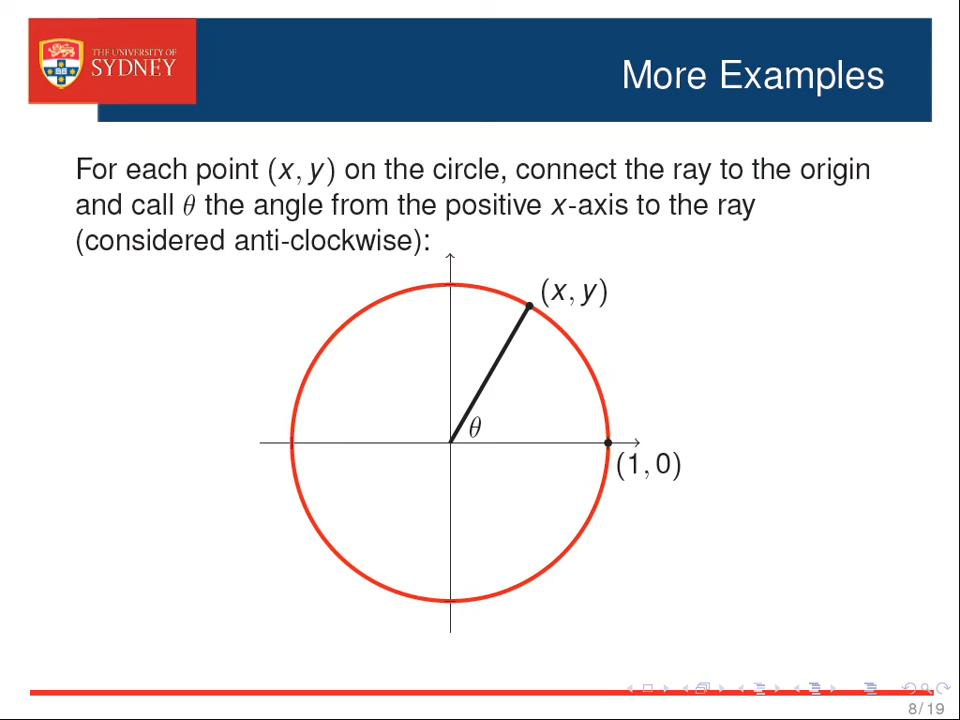 THE UNIVERSITY OF
SYDNEY
More Examples
For each point (x, y) on the circle, connect the ray to the origin
and call θ the angle from the positive x-axis to the ray
(considered anti-clockwise):
(x, y)
θ
(1, 0)
8/19